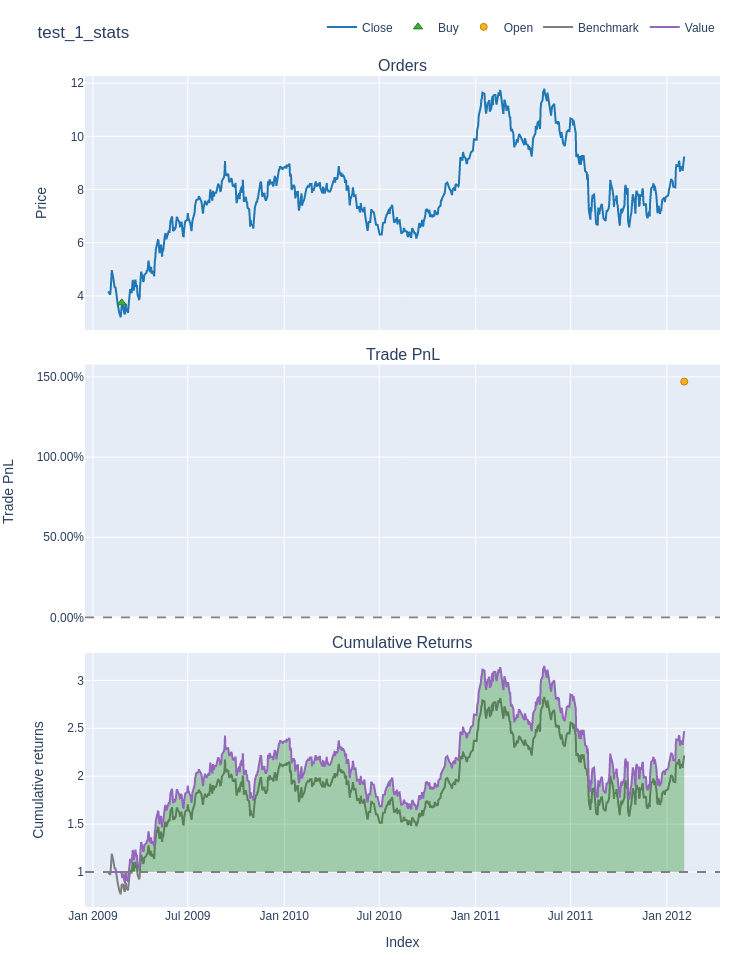 test_1_stats
Close Buy Open Benchmark Value
Orders
12
10
8
6
4
Price
Trade PnL
150.00%
100.00%
50.00%
0.00%
Trade PnL
Cumulative Returns
3
2.5
2
1.5
1
Cumulative returns
Jan 2009 Jul 2009 Jan 2010 Jul 2010 Jan 2011 Jul 2011 Jan 2012
Index